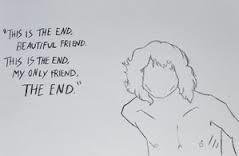 "THIS IS THE END,
BEAUTIFUL FRIEND.
THIS IS THE END,
MY ONLY FRIEND,
THE END."